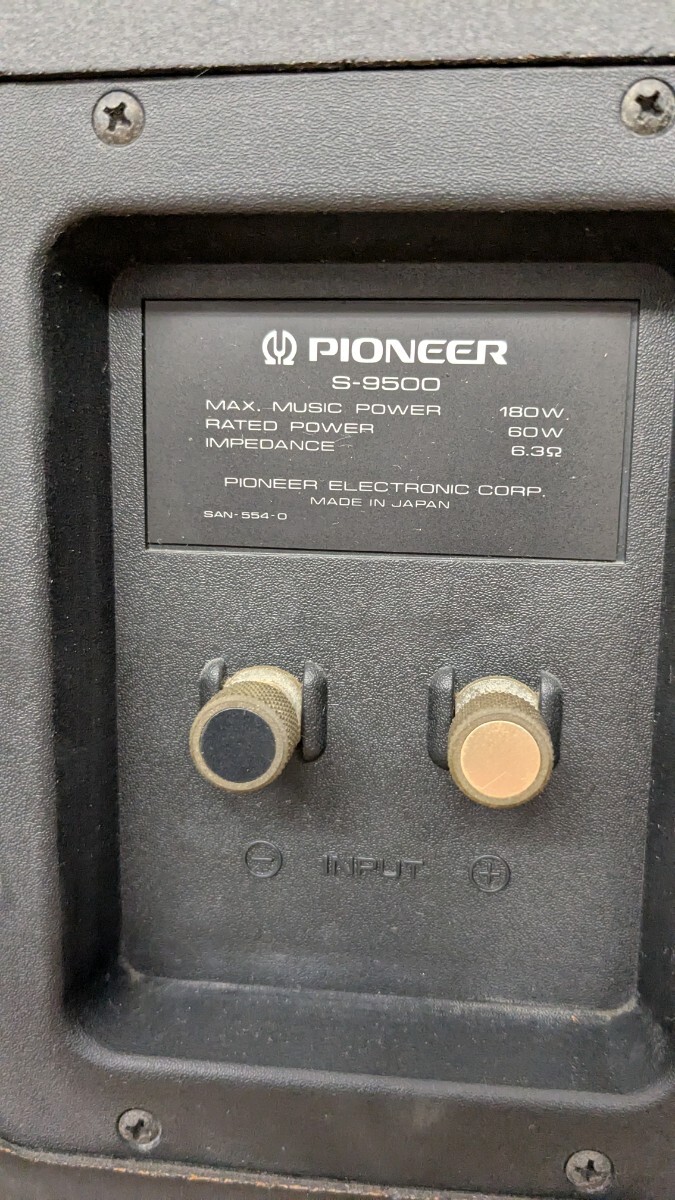 PIONEER
S-9500
MAX. MUSIC POWER 180W.
RATED POWER 60W
IMPEDANCE 6.3Ω
PIONEER ELECTRONIC CORP.
MADE IN JAPAN
SAN-554-0
⊖ INPUT ⊕